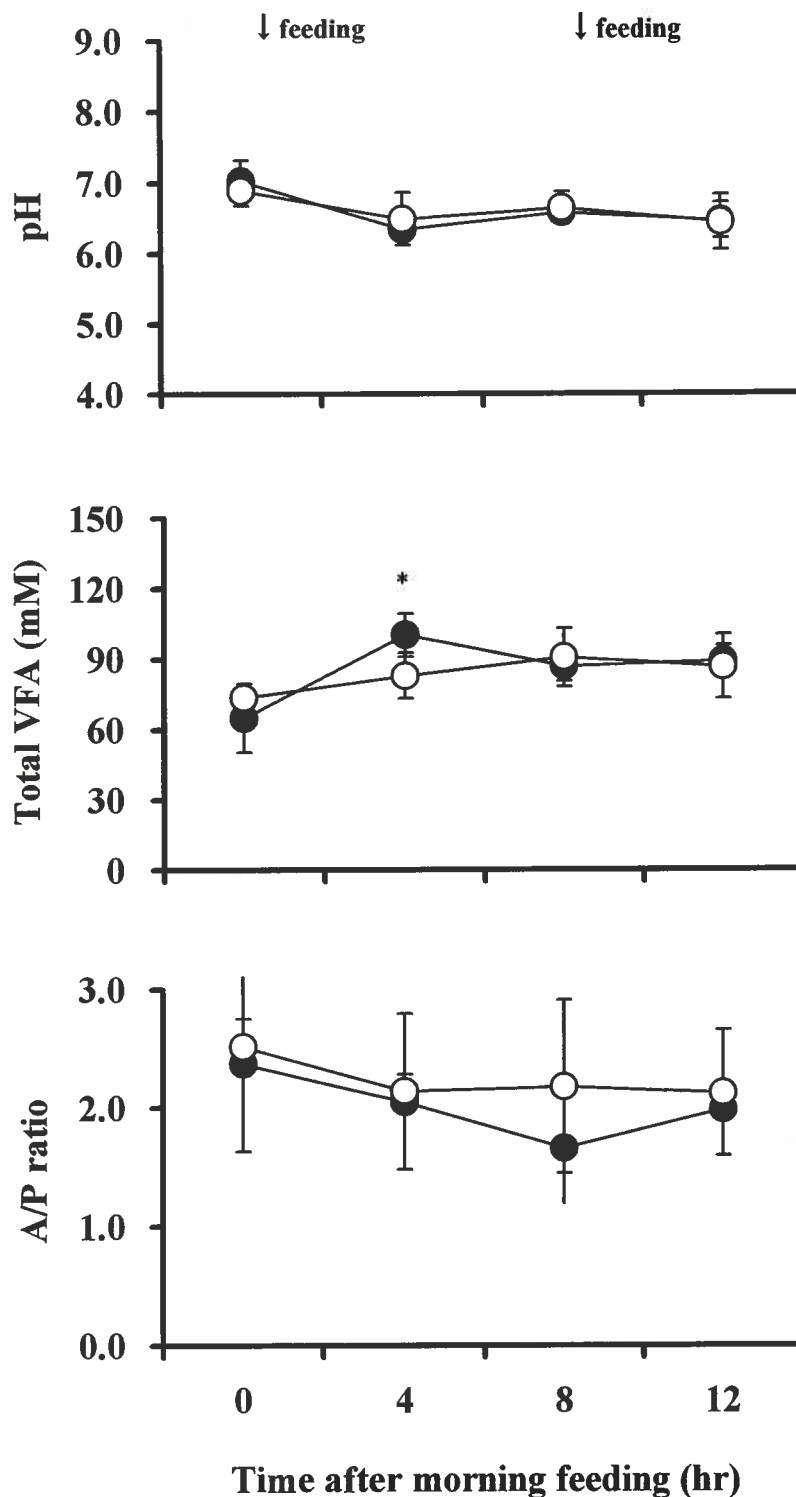 ↓ feeding ↓ feeding
9.0
8.0
7.0
6.0
5.0
4.0
pH
150
120
90
60
30
0
Total VFA (mM)
*
3.0
2.0
1.0
0.0
A/P ratio
0 4 8 12
Time after morning feeding (hr)